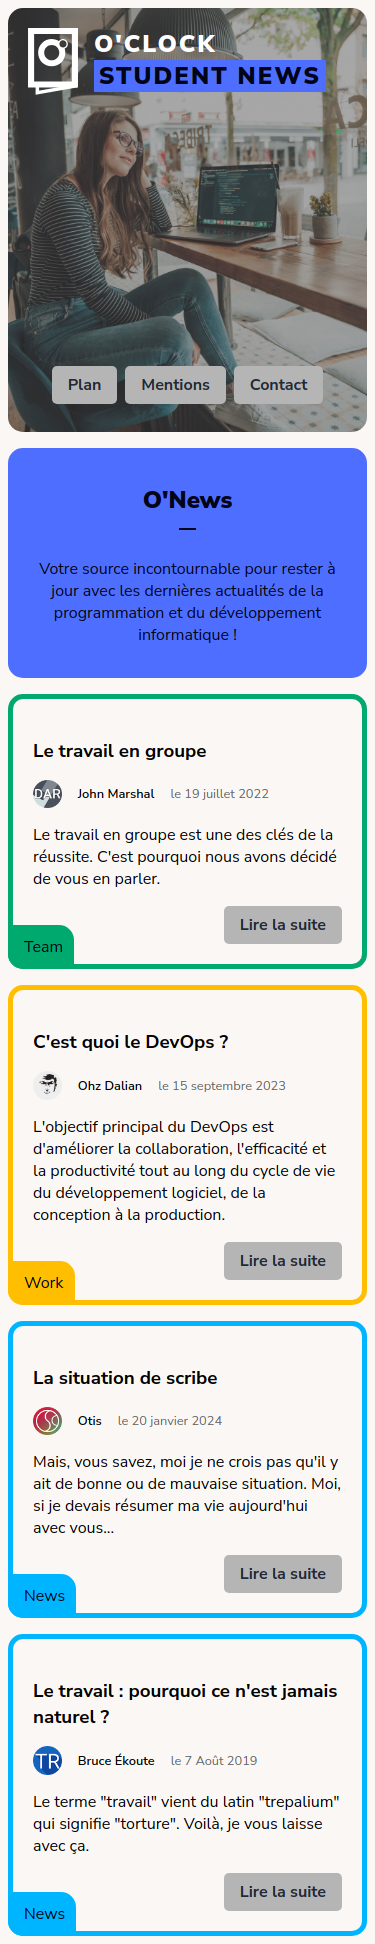 O'CLOCK
STUDENT NEWS
Plan
Mentions
Contact
O'News
Votre source incontournable pour rester à
jour avec les dernières actualités de la
programmation et du développement
informatique !
Le travail en groupe
DAR
John Marshal
le 19 juillet 2022
Le travail en groupe est une des clés de la
réussite. C'est pourquoi nous avons décidé
de vous en parler.
Lire la suite
Team
C'est quoi le DevOps ?
Ohz Dalian
le 15 septembre 2023
L'objectif principal du DevOps est
d'améliorer la collaboration, l'efficacité et
la productivité tout au long du cycle de vie
du développement logiciel, de la
conception à la production.
Lire la suite
Work
La situation de scribe
Otis
le 20 janvier 2024
Mais, vous savez, moi je ne crois pas qu'il y
ait de bonne ou de mauvaise situation. Moi,
si je devais résumer ma vie aujourd'hui
avec vous...
Lire la suite
News
Le travail : pourquoi ce n'est jamais
naturel ?
TR
Bruce Ékoute
le 7 Août 2019
Le terme "travail" vient du latin "trepalium"
qui signifie "torture". Voilà, je vous laisse
avec ça.
Lire la suite
News